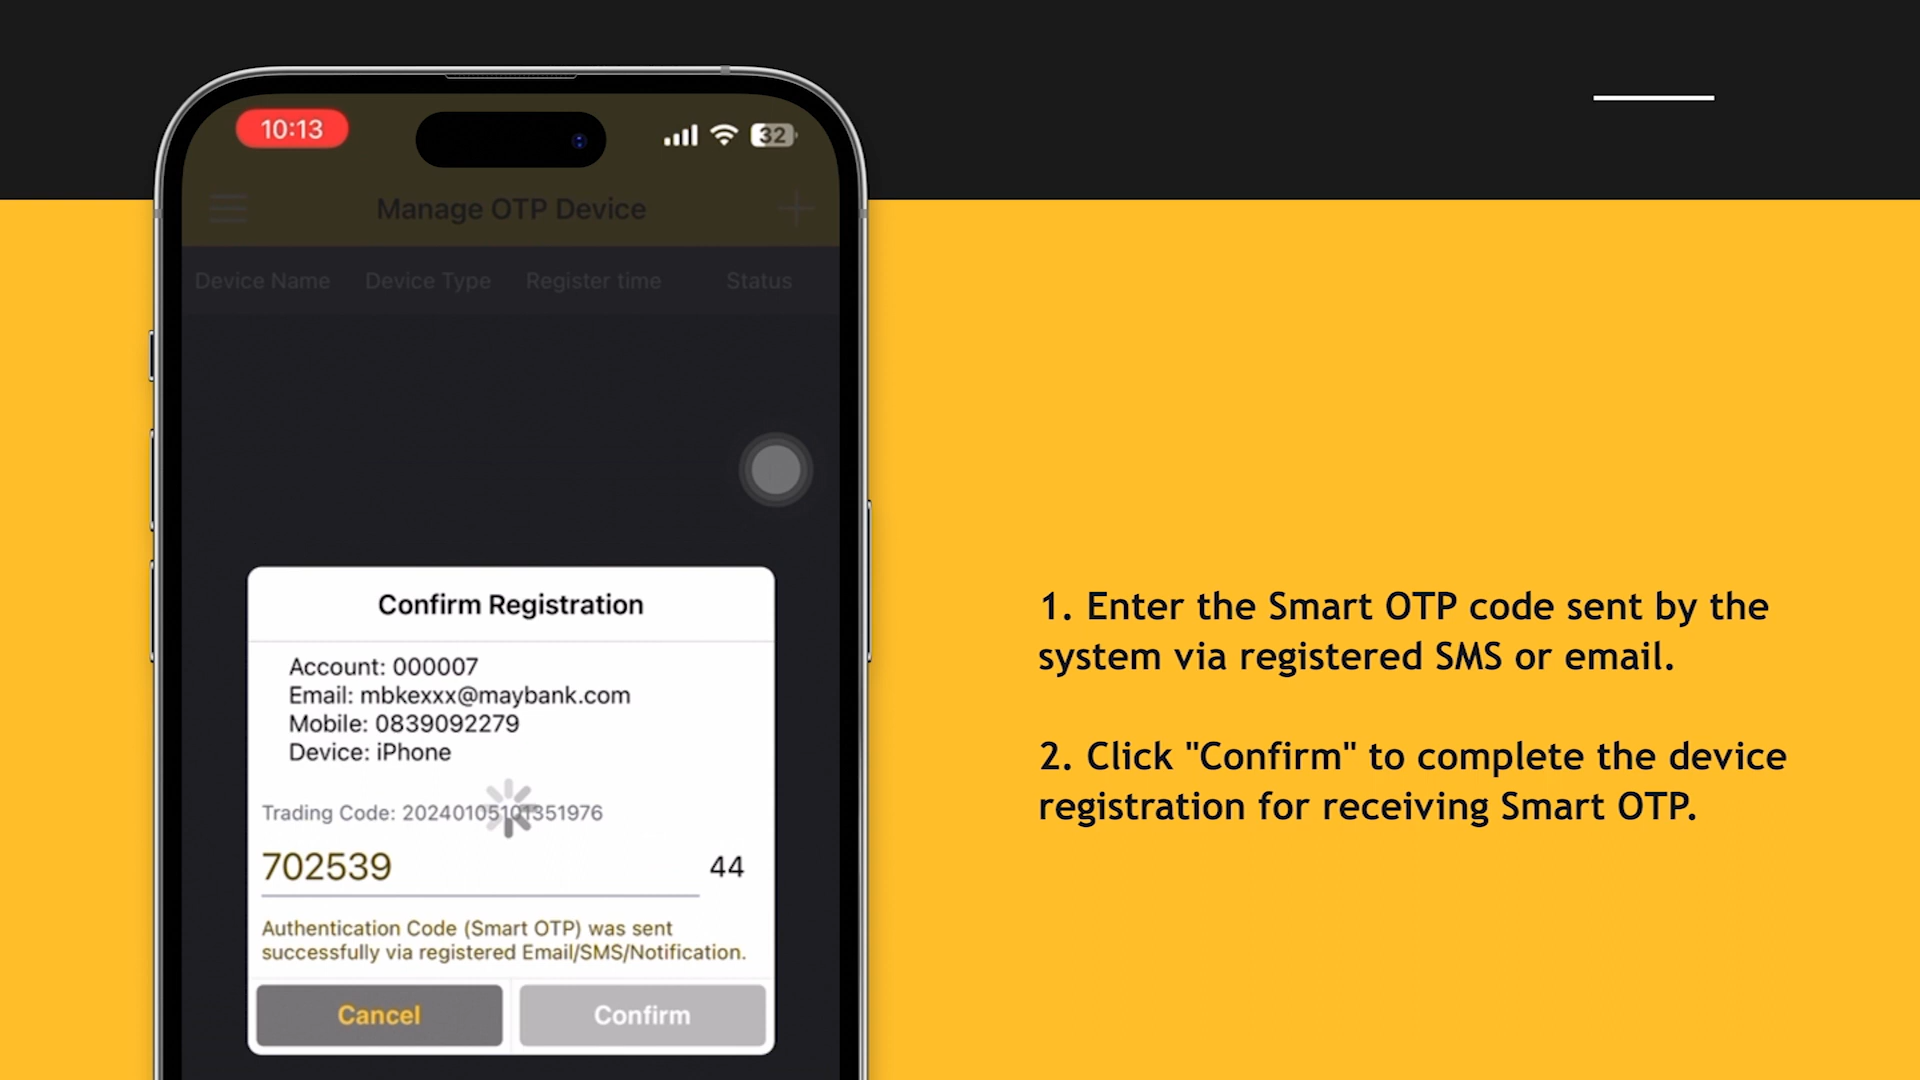 10:13
32
Manage OTP Device
Device Name Device Type Register time Status
Confirm Registration
Account: 000007
Email: mbkexxx@maybank.com
Mobile: 0839092279
Device: iPhone
Trading Code: 20240105101351976
702539 44
Authentication Code (Smart OTP) was sent
successfully via registered Email/SMS/Notification.
Cancel Confirm
1. Enter the Smart OTP code sent by the
system via registered SMS or email.
2. Click "Confirm" to complete the device
registration for receiving Smart OTP.